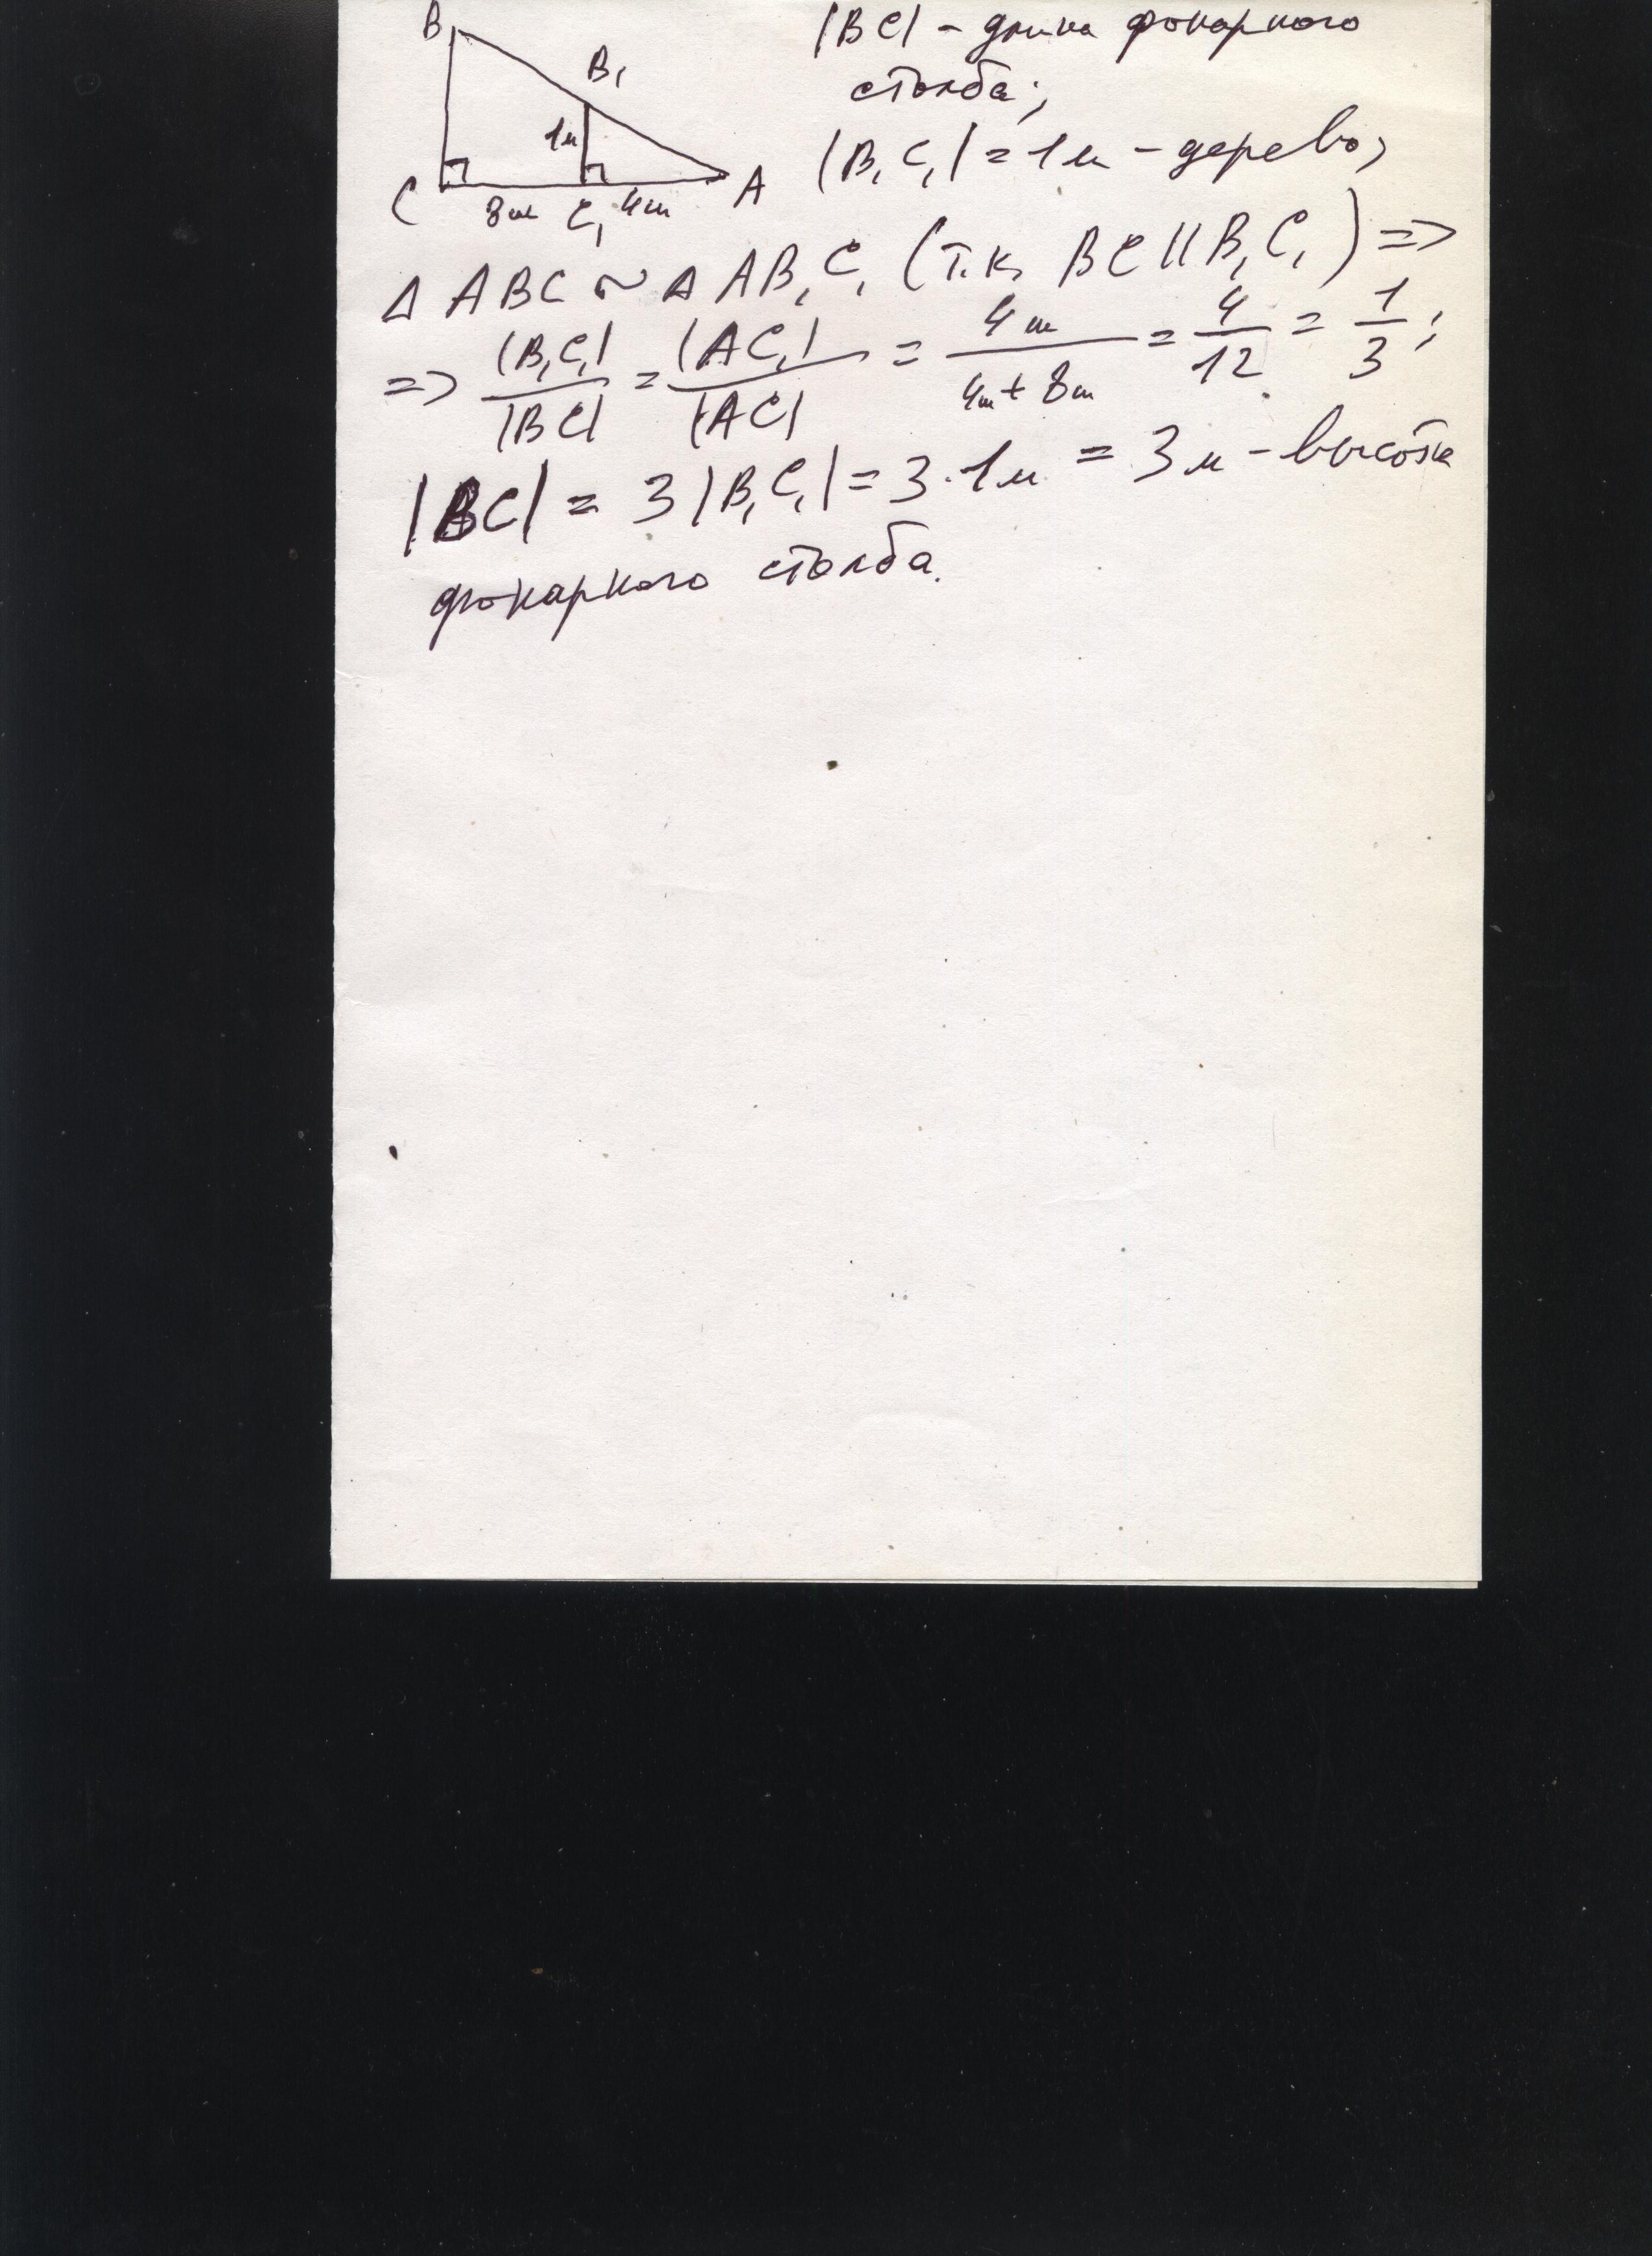 B
B₁
1м
C
8м C₁ 4м
A
|BC| - длина фонарного
столба;
|B₁C₁| = 1м - дерево;
Δ ABC ~ Δ AB₁C₁ (т.к. BC || B₁C₁) =>
=> |B₁C₁| / |BC| = |AC₁| / |AC| = 4м / 4м + 8м = 4 / 12 = 1 / 3;
|BC| = 3|B₁C₁| = 3·1м = 3м - высота
фонарного столба.